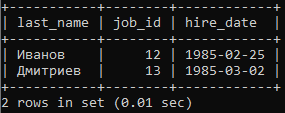 +-----------+--------+------------+
| last_name | job_id | hire_date  |
+-----------+--------+------------+
| Иванов    |     12 | 1985-02-25 |
| Дмитриев  |     13 | 1985-03-02 |
+-----------+--------+------------+
2 rows in set (0.01 sec)